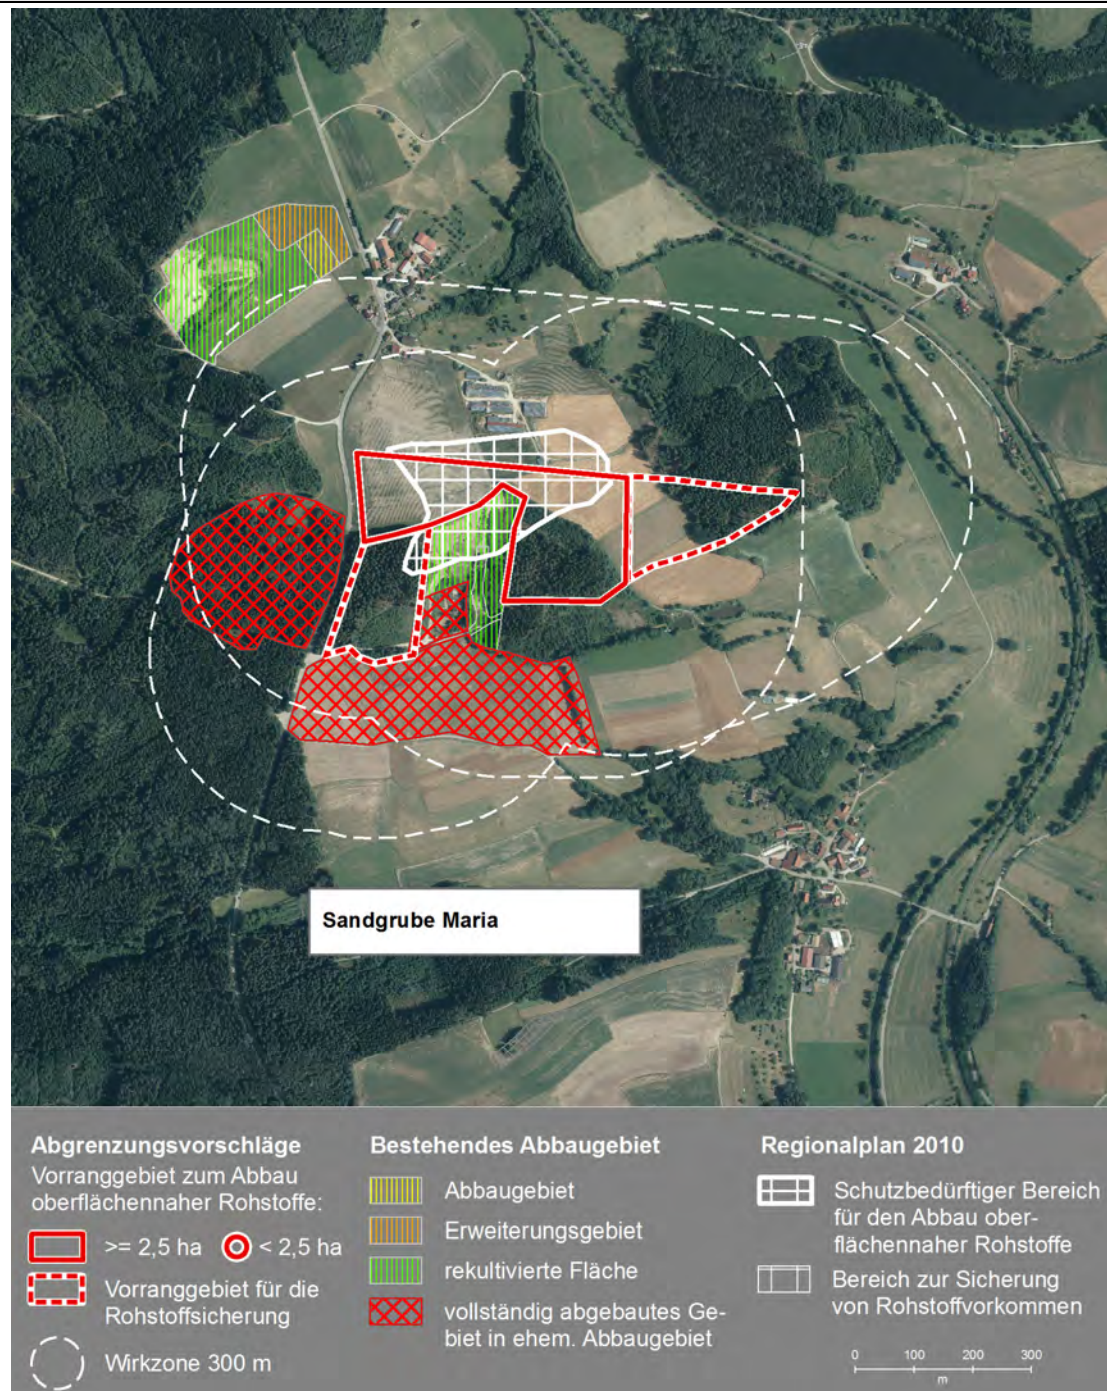 Sandgrube Maria
Abgrenzungsvorschläge
Vorranggebiet zum Abbau
oberflächennaher Rohstoffe:
>= 2,5 ha < 2,5 ha
Vorranggebiet für die
Rohstoffsicherung
Wirkzone 300 m
Bestehendes Abbaugebiet
Abbaugebiet
Erweiterungsgebiet
rekultivierte Fläche
vollständig abgebautes Ge-
biet in ehem. Abbaugebiet
Regionalplan 2010
Schutzbedürftiger Bereich
für den Abbau ober-
flächennaher Rohstoffe
Bereich zur Sicherung
von Rohstoffvorkommen
0 100 200 300
m